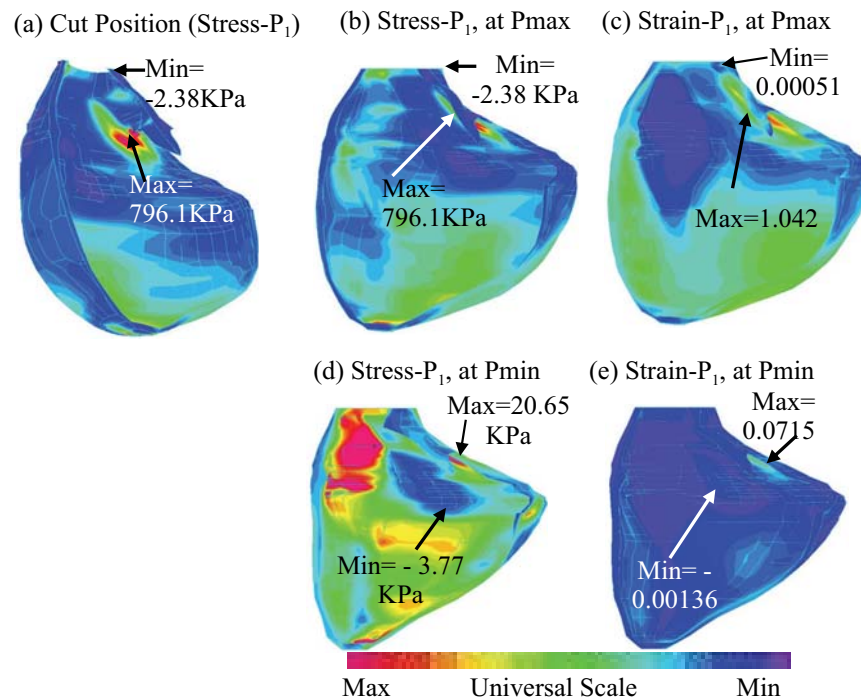 (a) Cut Position (Stress-P₁)
Min=
-2.38KPa
Max=
796.1KPa
(b) Stress-P₁, at Pmax
Min=
-2.38 KPa
Max=
796.1KPa
(c) Strain-P₁, at Pmax
Min=
0.00051
Max=1.042
(d) Stress-P₁, at Pmin
Max=20.65
KPa
Min= - 3.77
KPa
(e) Strain-P₁, at Pmin
Max=
0.0715
Min= -
0.00136
Max Universal Scale Min